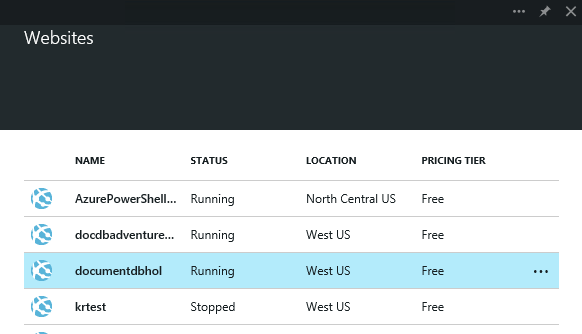 Websites
NAME STATUS LOCATION PRICING TIER
AzurePowerShell... Running North Central US Free
docdbadventure... Running West US Free
documentdbhol Running West US Free ...
krtest Stopped West US Free